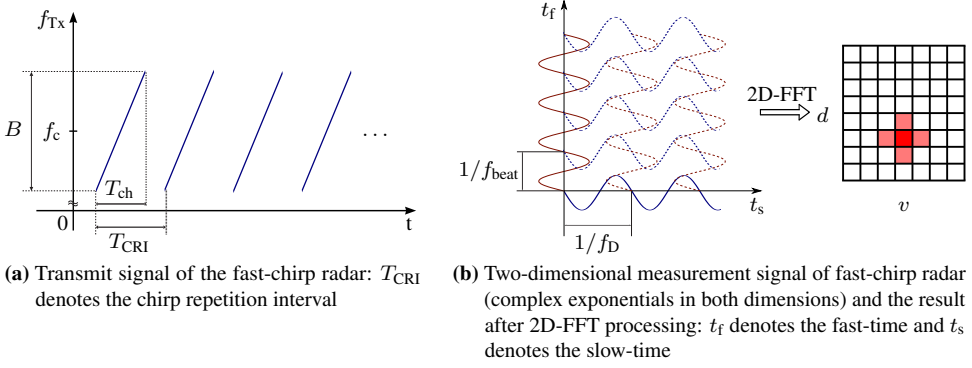 f_Tx
B
f_c
T_ch
≈
≈
0
t
T_CRI
...
(a) Transmit signal of the fast-chirp radar: T_CRI
denotes the chirp repetition interval
t_f
1/f_beat
t_s
1/f_D
2D-FFT
d
v
(b) Two-dimensional measurement signal of fast-chirp radar
(complex exponentials in both dimensions) and the result
after 2D-FFT processing: t_f denotes the fast-time and t_s
denotes the slow-time